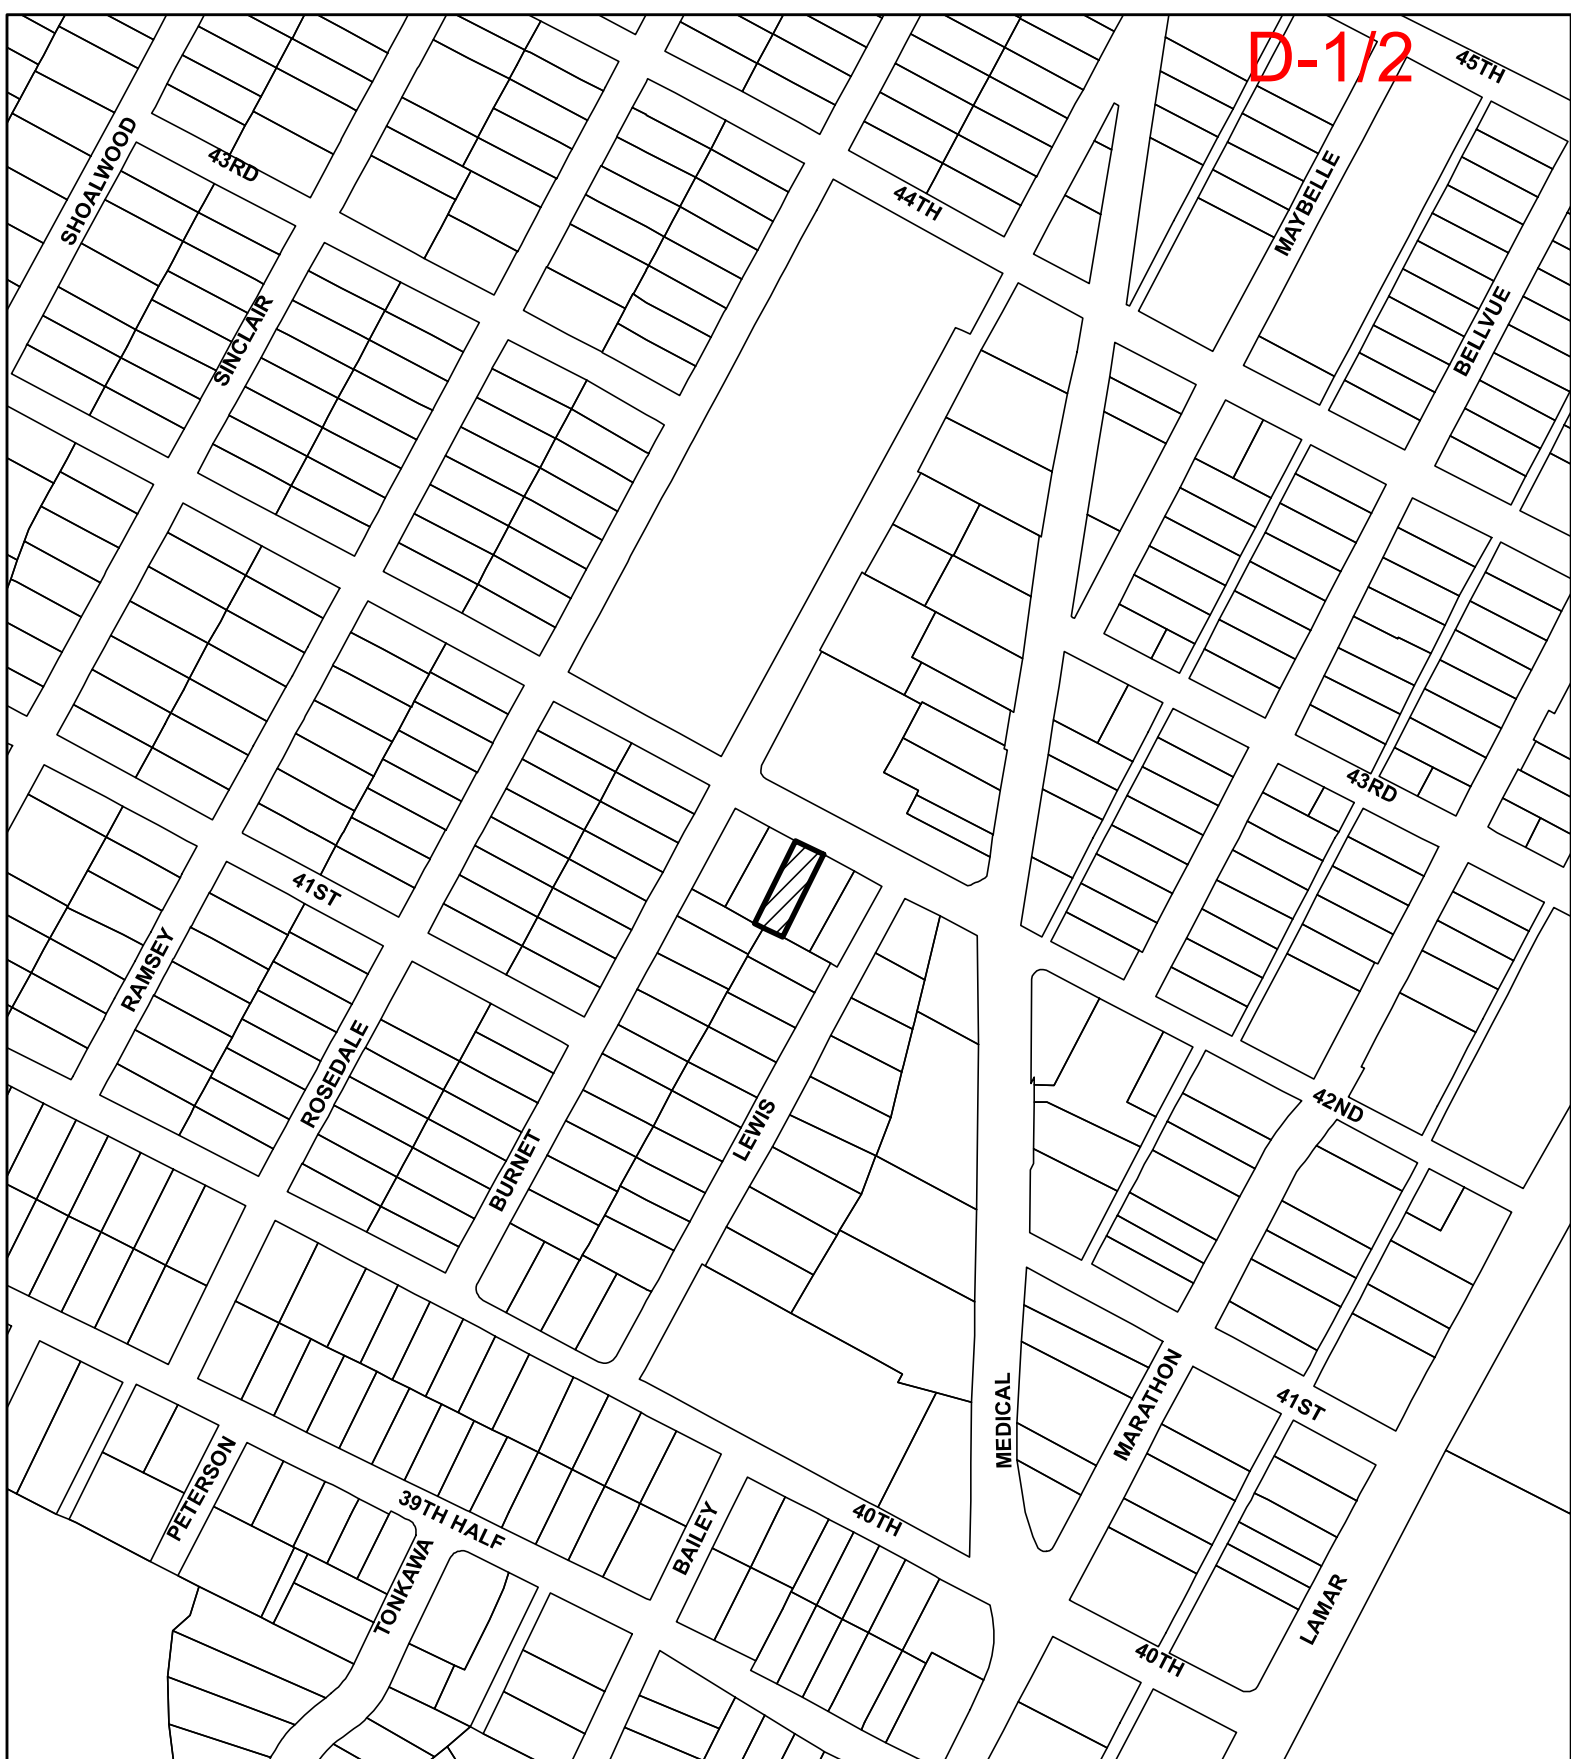 D-1/2
45TH
SHOALWOOD
43RD
MAYBELLE
44TH
SINCLAIR
BELLVUE
43RD
41ST
RAMSEY
ROSEDALE
42ND
LEWIS
BURNET
MEDICAL
MARATHON
41ST
PETERSON
39TH HALF
40TH
BAILEY
TONKAWA
LAMAR
40TH